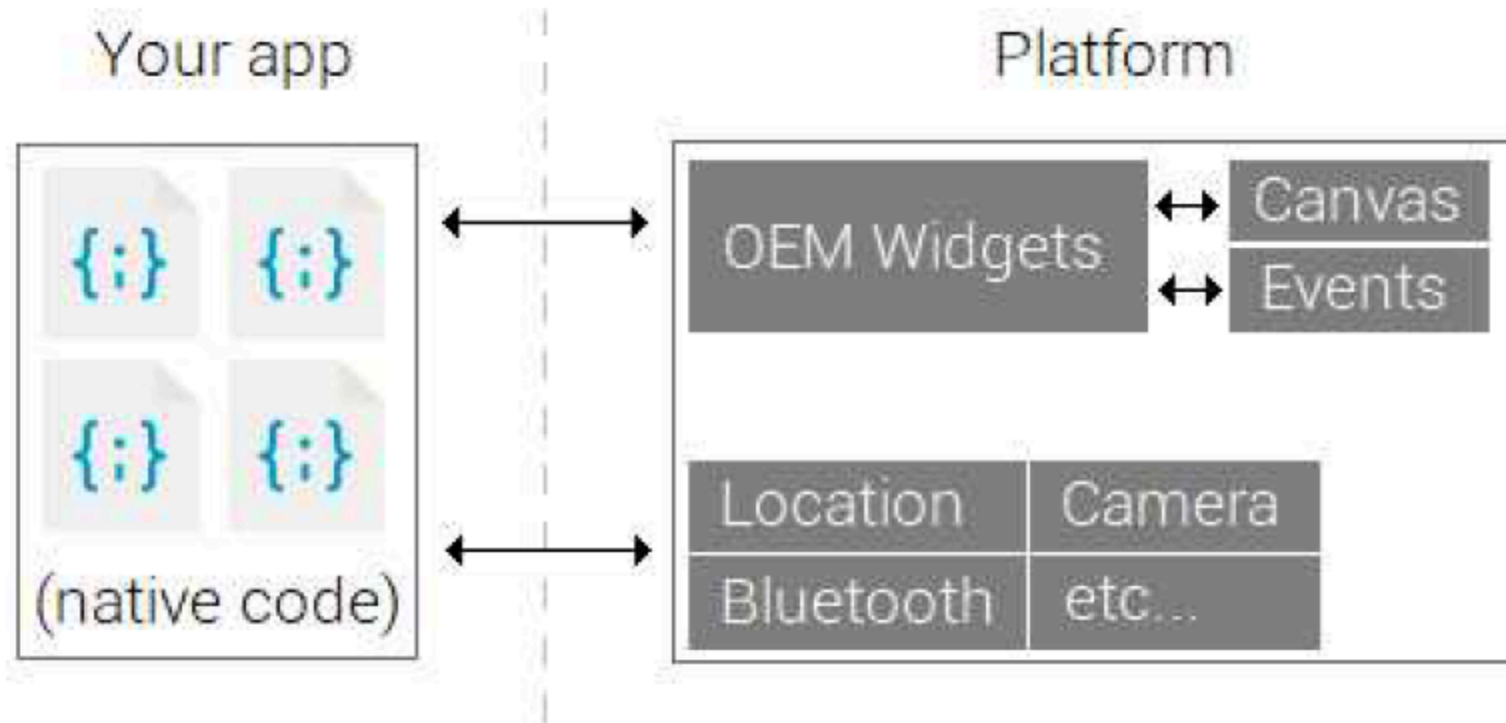 Your app
Platform
{;} {;}
{;} {;}
(native code)
OEM Widgets
Canvas
Events
Location Camera
Bluetooth etc...